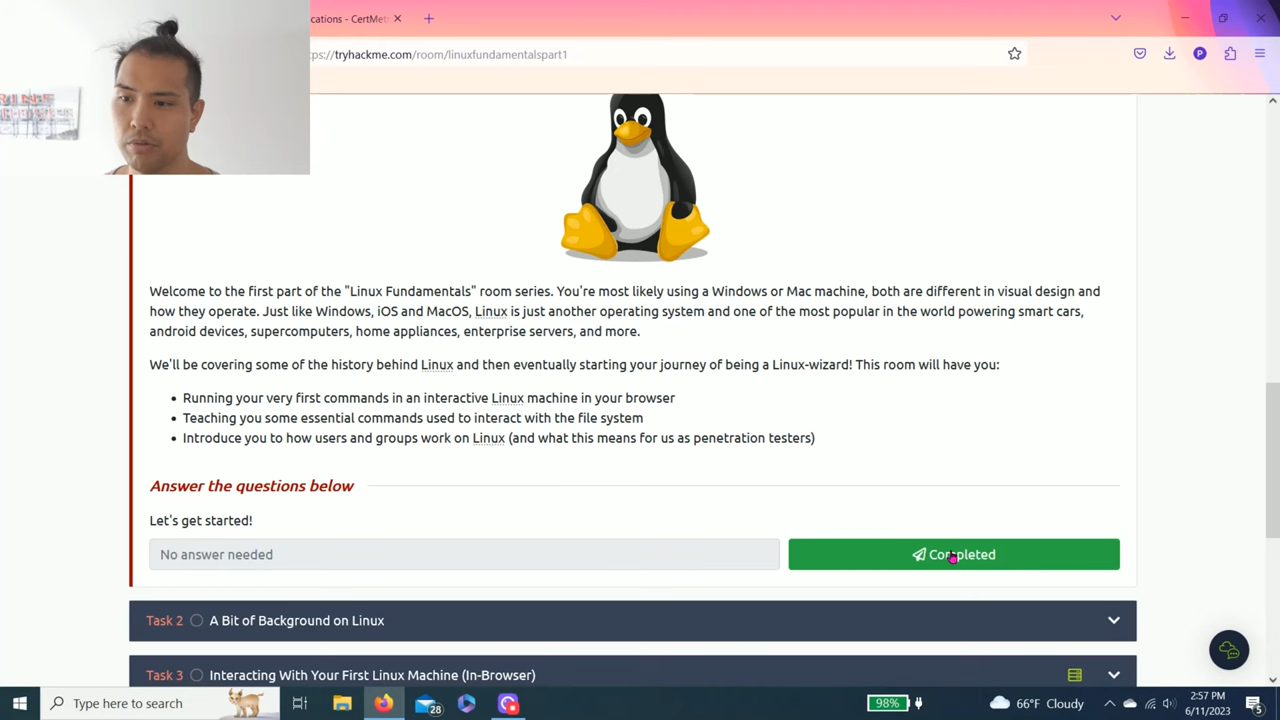 ications - CertMetr
tryhackme.com/room/linuxfundamentalspart1
Welcome to the first part of the "Linux Fundamentals" room series. You're most likely using a Windows or Mac machine, both are different in visual design and
how they operate. Just like Windows, iOS and MacOS, Linux is just another operating system and one of the most popular in the world powering smart cars,
android devices, supercomputers, home appliances, enterprise servers, and more.
We'll be covering some of the history behind Linux and then eventually starting your journey of being a Linux-wizard! This room will have you:
• Running your very first commands in an interactive Linux machine in your browser
• Teaching you some essential commands used to interact with the file system
• Introduce you to how users and groups work on Linux (and what this means for us as penetration testers)
Answer the questions below
Let's get started!
No answer needed
Completed
Task 2 A Bit of Background on Linux
Task 3 Interacting With Your First Linux Machine (In-Browser)
Type here to search
28
98%
66°F Cloudy
2:57 PM
6/11/2023
5